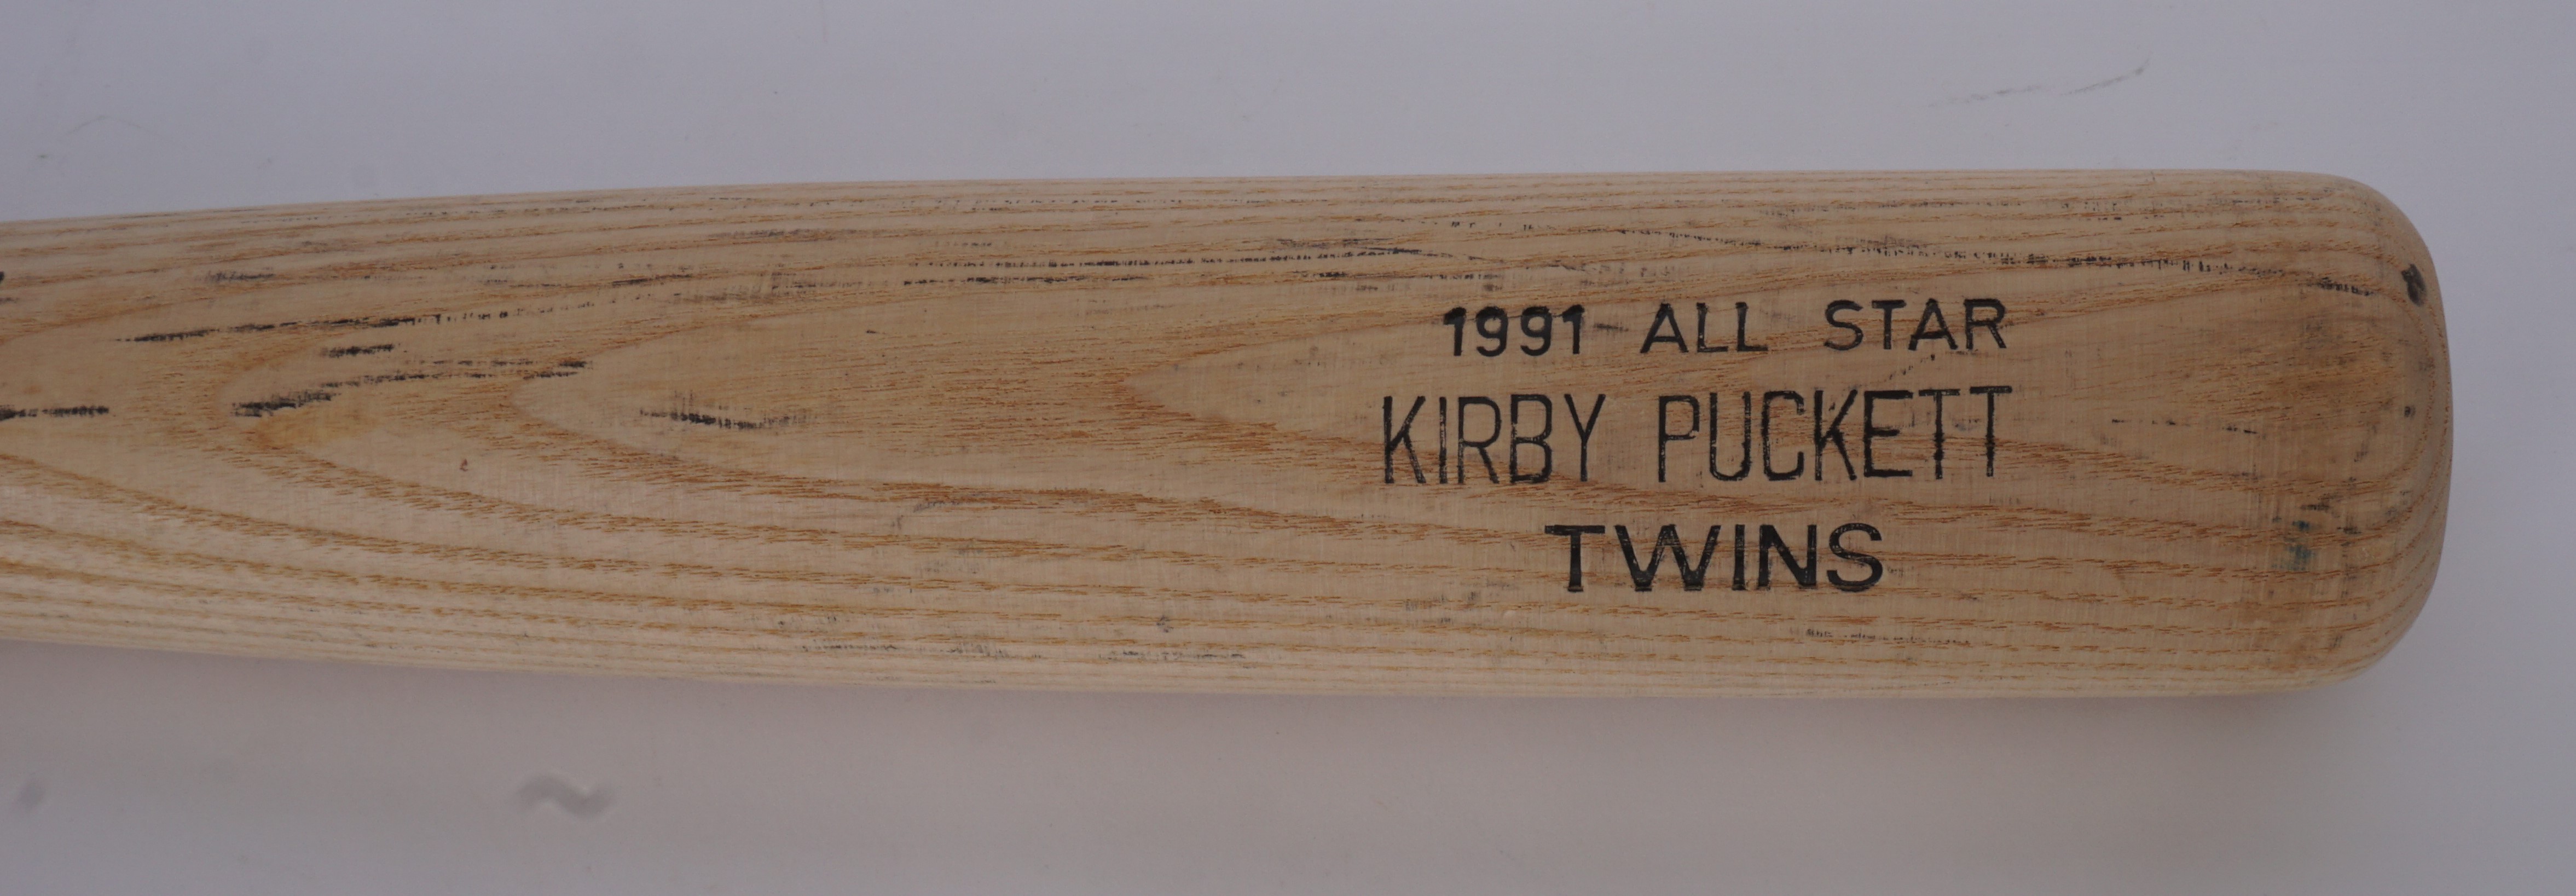 1991 ALL STAR
KIRBY PUCKETT
TWINS